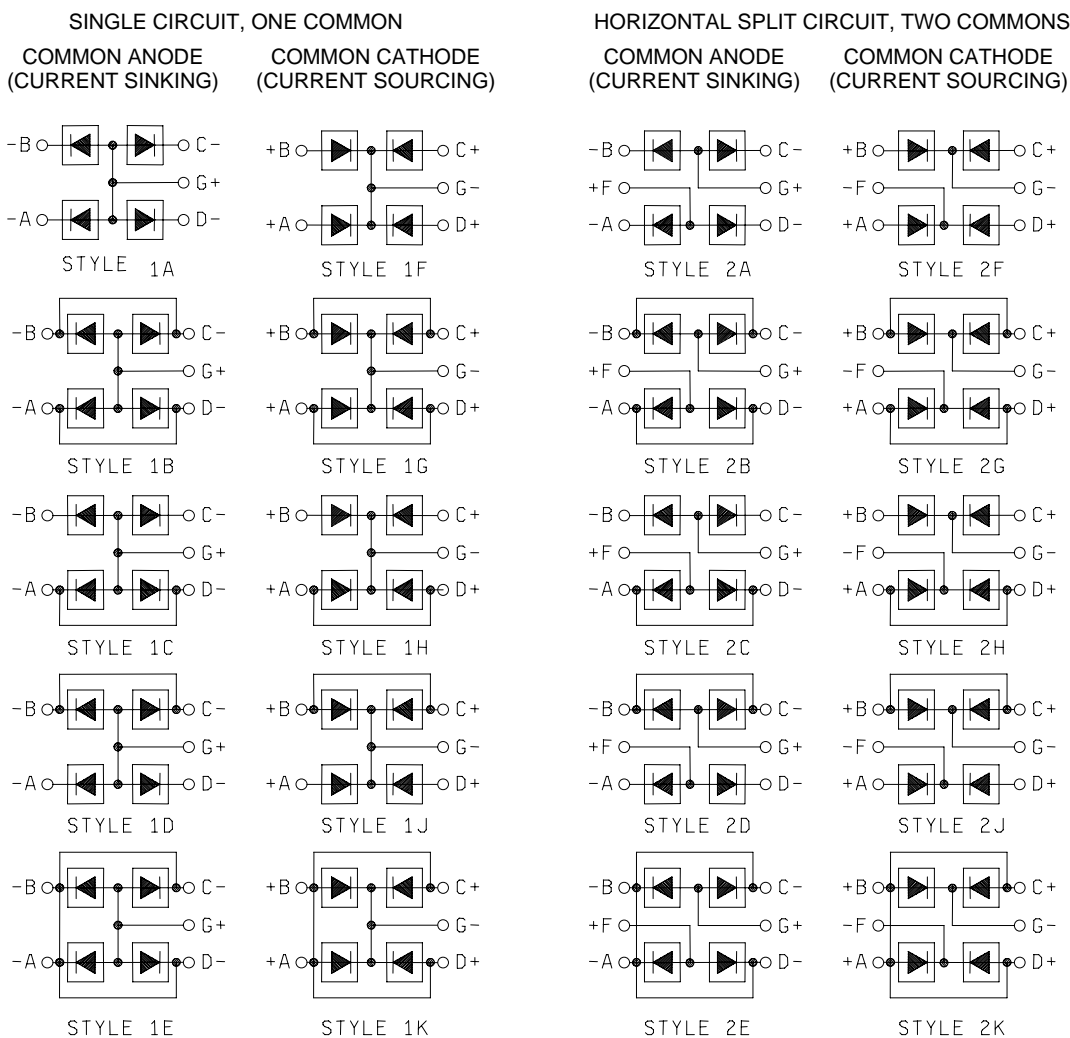 SINGLE CIRCUIT, ONE COMMON
HORIZONTAL SPLIT CIRCUIT, TWO COMMONS
COMMON ANODE
(CURRENT SINKING)
COMMON CATHODE
(CURRENT SOURCING)
COMMON ANODE
(CURRENT SINKING)
COMMON CATHODE
(CURRENT SOURCING)
-B C-
G+
-A D-
STYLE 1A
+B C+
G-
+A D+
STYLE 1F
-B C-
+F G+
-A D-
STYLE 2A
+B C+
-F G-
+A D+
STYLE 2F
-B C-
G+
-A D-
STYLE 1B
+B C+
G-
+A D+
STYLE 1G
-B C-
+F G+
-A D-
STYLE 2B
+B C+
-F G-
+A D+
STYLE 2G
-B C-
G+
-A D-
STYLE 1C
+B C+
G-
+A D+
STYLE 1H
-B C-
+F G+
-A D-
STYLE 2C
+B C+
-F G-
+A D+
STYLE 2H
-B C-
G+
-A D-
STYLE 1D
+B C+
G-
+A D+
STYLE 1J
-B C-
+F G+
-A D-
STYLE 2D
+B C+
-F G-
+A D+
STYLE 2J
-B C-
G+
-A D-
STYLE 1E
+B C+
G-
+A D+
STYLE 1K
-B C-
+F G+
-A D-
STYLE 2E
+B C+
-F G-
+A D+
STYLE 2K